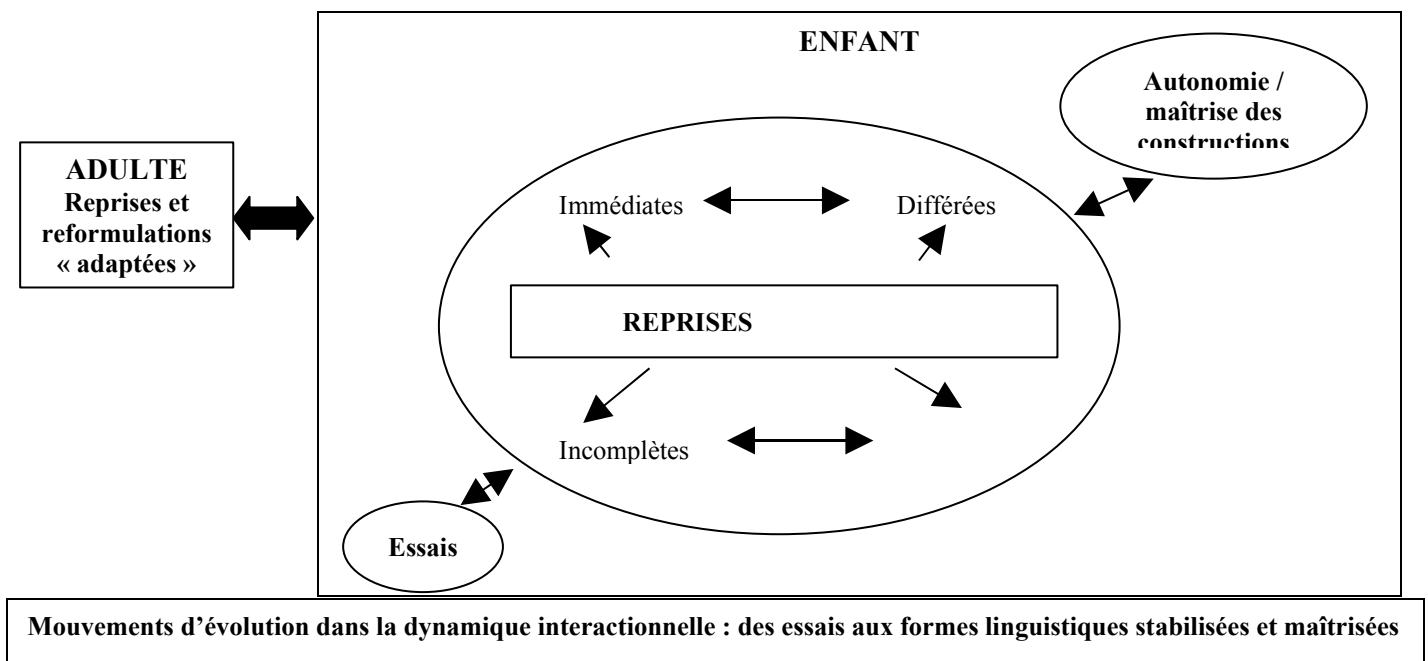 ENFANT
Autonomie /
maîtrise des
constructions
ADULTE
Reprises et
reformulations
« adaptées »
Immédiates
Différées
REPRISES
Incomplètes
Essais
Mouvements d’évolution dans la dynamique interactionnelle : des essais aux formes linguistiques stabilisées et maîtrisées